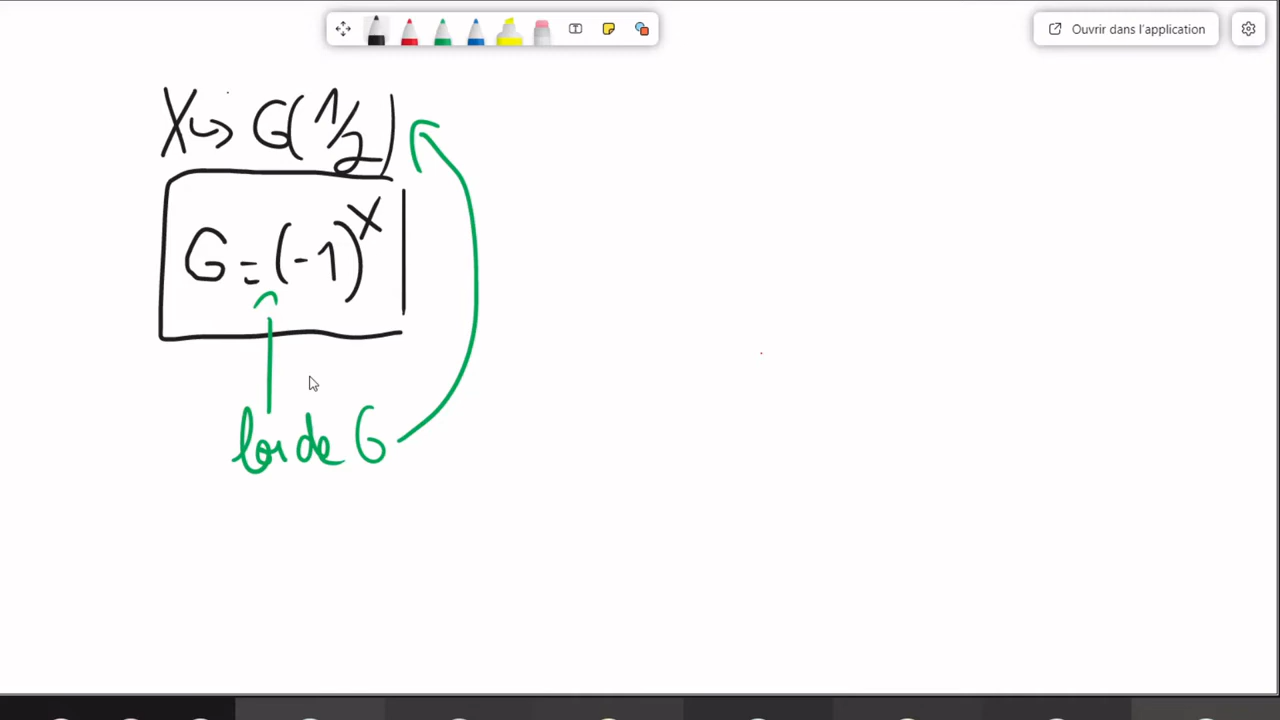 Ouvrir dans l'application
X ↪ G(1/2)
G = (-1)^X
loi de G